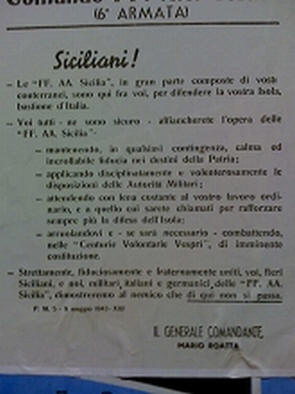 (6ª ARMATA)
Siciliani!
— Le "FF. AA. Sicilia", in gran parte composte di vostri
conterranei, sono qui fra voi, per difendere la vostra Isola,
bastione d'Italia.
— Voi tutti - ne sono sicuro - affiancherete l'opera delle
"FF. AA. Sicilia" -
— mantenendo, in qualsiasi contingenza, calma ed
incrollabile fiducia nei destini della Patria;
— applicando disciplinatamente e volenterosamente le
disposizioni delle Autorità Militari;
— attendendo con lena costante al vostro lavoro ordi-
nario, e a quello cui sarete chiamati per rafforzare
sempre più la difesa dell'Isola;
— arruolandovi e - se sarà necessario - combattendo,
nelle "Centurie Volontarie Vespri", di imminente
costituzione.
— Strettamente, fiduciosamente e fraternamente uniti, voi, fieri
Siciliani, e noi, militari italiani e germanici delle "FF. AA.
Sicilia", dimostreremo al nemico che di qui non si passa.
P. M. 5 - 9 maggio 1943 - XXI
IL GENERALE COMANDANTE
MARIO ROATTA